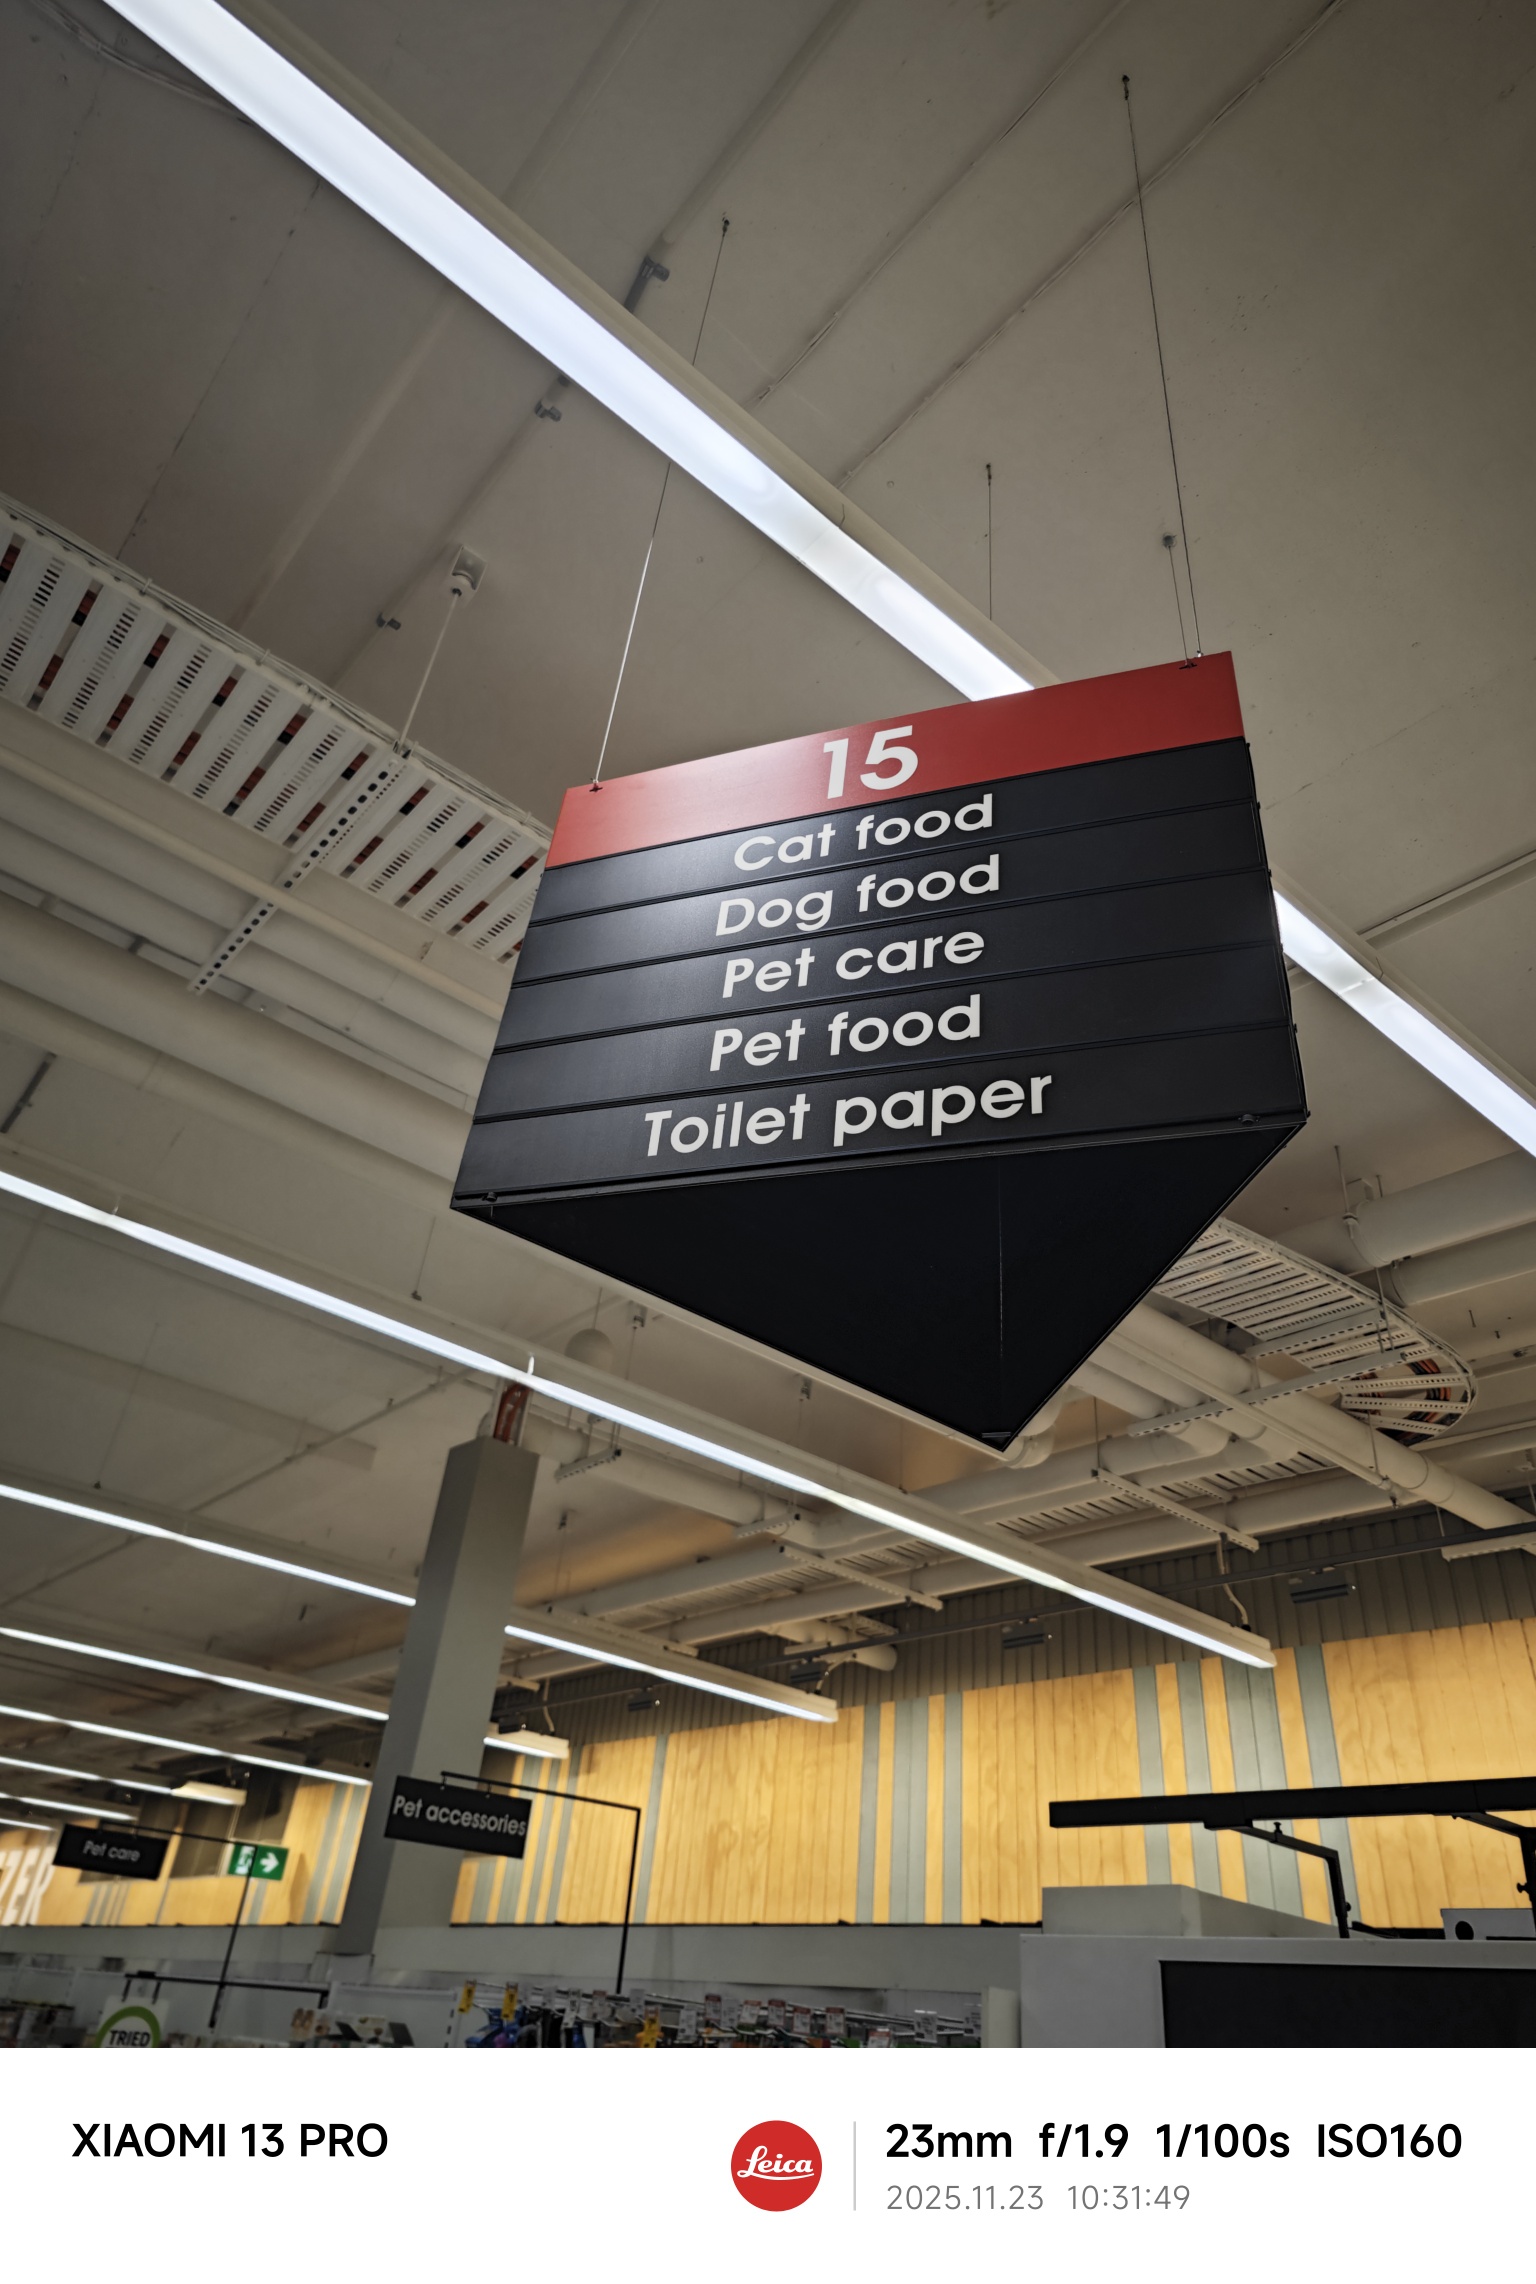 15
Cat food
Dog food
Pet care
Pet food
Toilet paper
Pet accessories
Pet care
TRIED
XIAOMI 13 PRO
Leica
23mm f/1.9 1/100s ISO160
2025.11.23 10:31:49